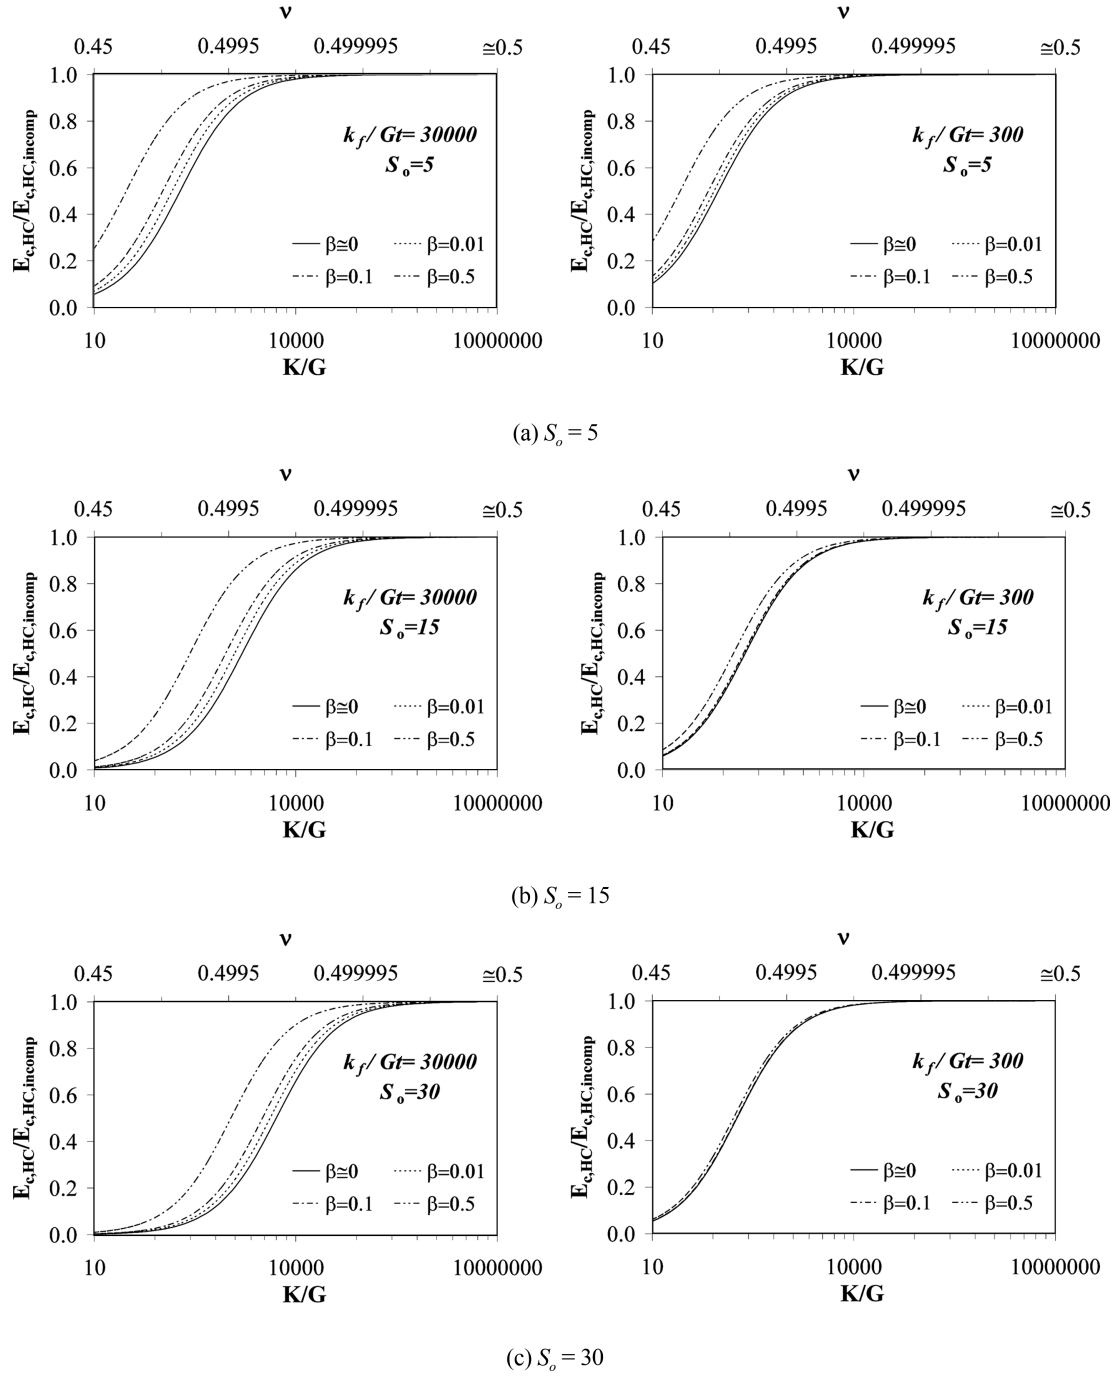 ν
0.45 0.4995 0.499995 ≅0.5
1.0
0.8
0.6
0.4
0.2
0.0
E_c,HC/E_c,HC,incomp
k_f / Gt= 30000
S_o=5
β≅0 β=0.01
β=0.1 β=0.5
10 10000 10000000
K/G
ν
0.45 0.4995 0.499995 ≅0.5
1.0
0.8
0.6
0.4
0.2
0.0
E_c,HC/E_c,HC,incomp
k_f / Gt= 300
S_o=5
β≅0 β=0.01
β=0.1 β=0.5
10 10000 10000000
K/G
(a) S_o = 5
ν
0.45 0.4995 0.499995 ≅0.5
1.0
0.8
0.6
0.4
0.2
0.0
E_c,HC/E_c,HC,incomp
k_f / Gt= 30000
S_o=15
β≅0 β=0.01
β=0.1 β=0.5
10 10000 10000000
K/G
ν
0.45 0.4995 0.499995 ≅0.5
1.0
0.8
0.6
0.4
0.2
0.0
E_c,HC/E_c,HC,incomp
k_f / Gt= 300
S_o=15
β≅0 β=0.01
β=0.1 β=0.5
10 10000 10000000
K/G
(b) S_o = 15
ν
0.45 0.4995 0.499995 ≅0.5
1.0
0.8
0.6
0.4
0.2
0.0
E_c,HC/E_c,HC,incomp
k_f / Gt= 30000
S_o=30
β≅0 β=0.01
β=0.1 β=0.5
10 10000 10000000
K/G
ν
0.45 0.4995 0.499995 ≅0.5
1.0
0.8
0.6
0.4
0.2
0.0
E_c,HC/E_c,HC,incomp
k_f / Gt= 300
S_o=30
β≅0 β=0.01
β=0.1 β=0.5
10 10000 10000000
K/G
(c) S_o = 30